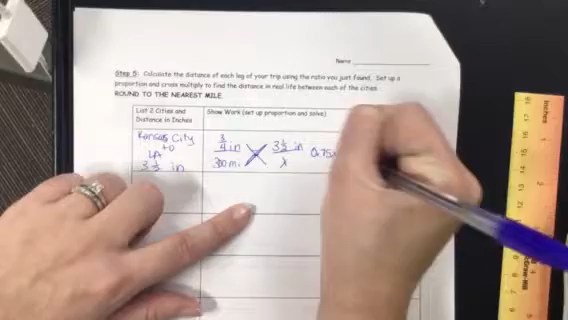 Name
Step 5: Calculate the distance of each leg of your trip using the ratio you just found. Set up a
proportion and cross multiply to find the distance in real life between each of the cities.
ROUND TO THE NEAREST MILE.
List 2 Cities and
Distance in Inches
Show Work (set up proportion and solve)
Kansas City
to
LA
3 1/2 in
3/4 in
300 mi
3 1/2 in
x
0.75x
Inches